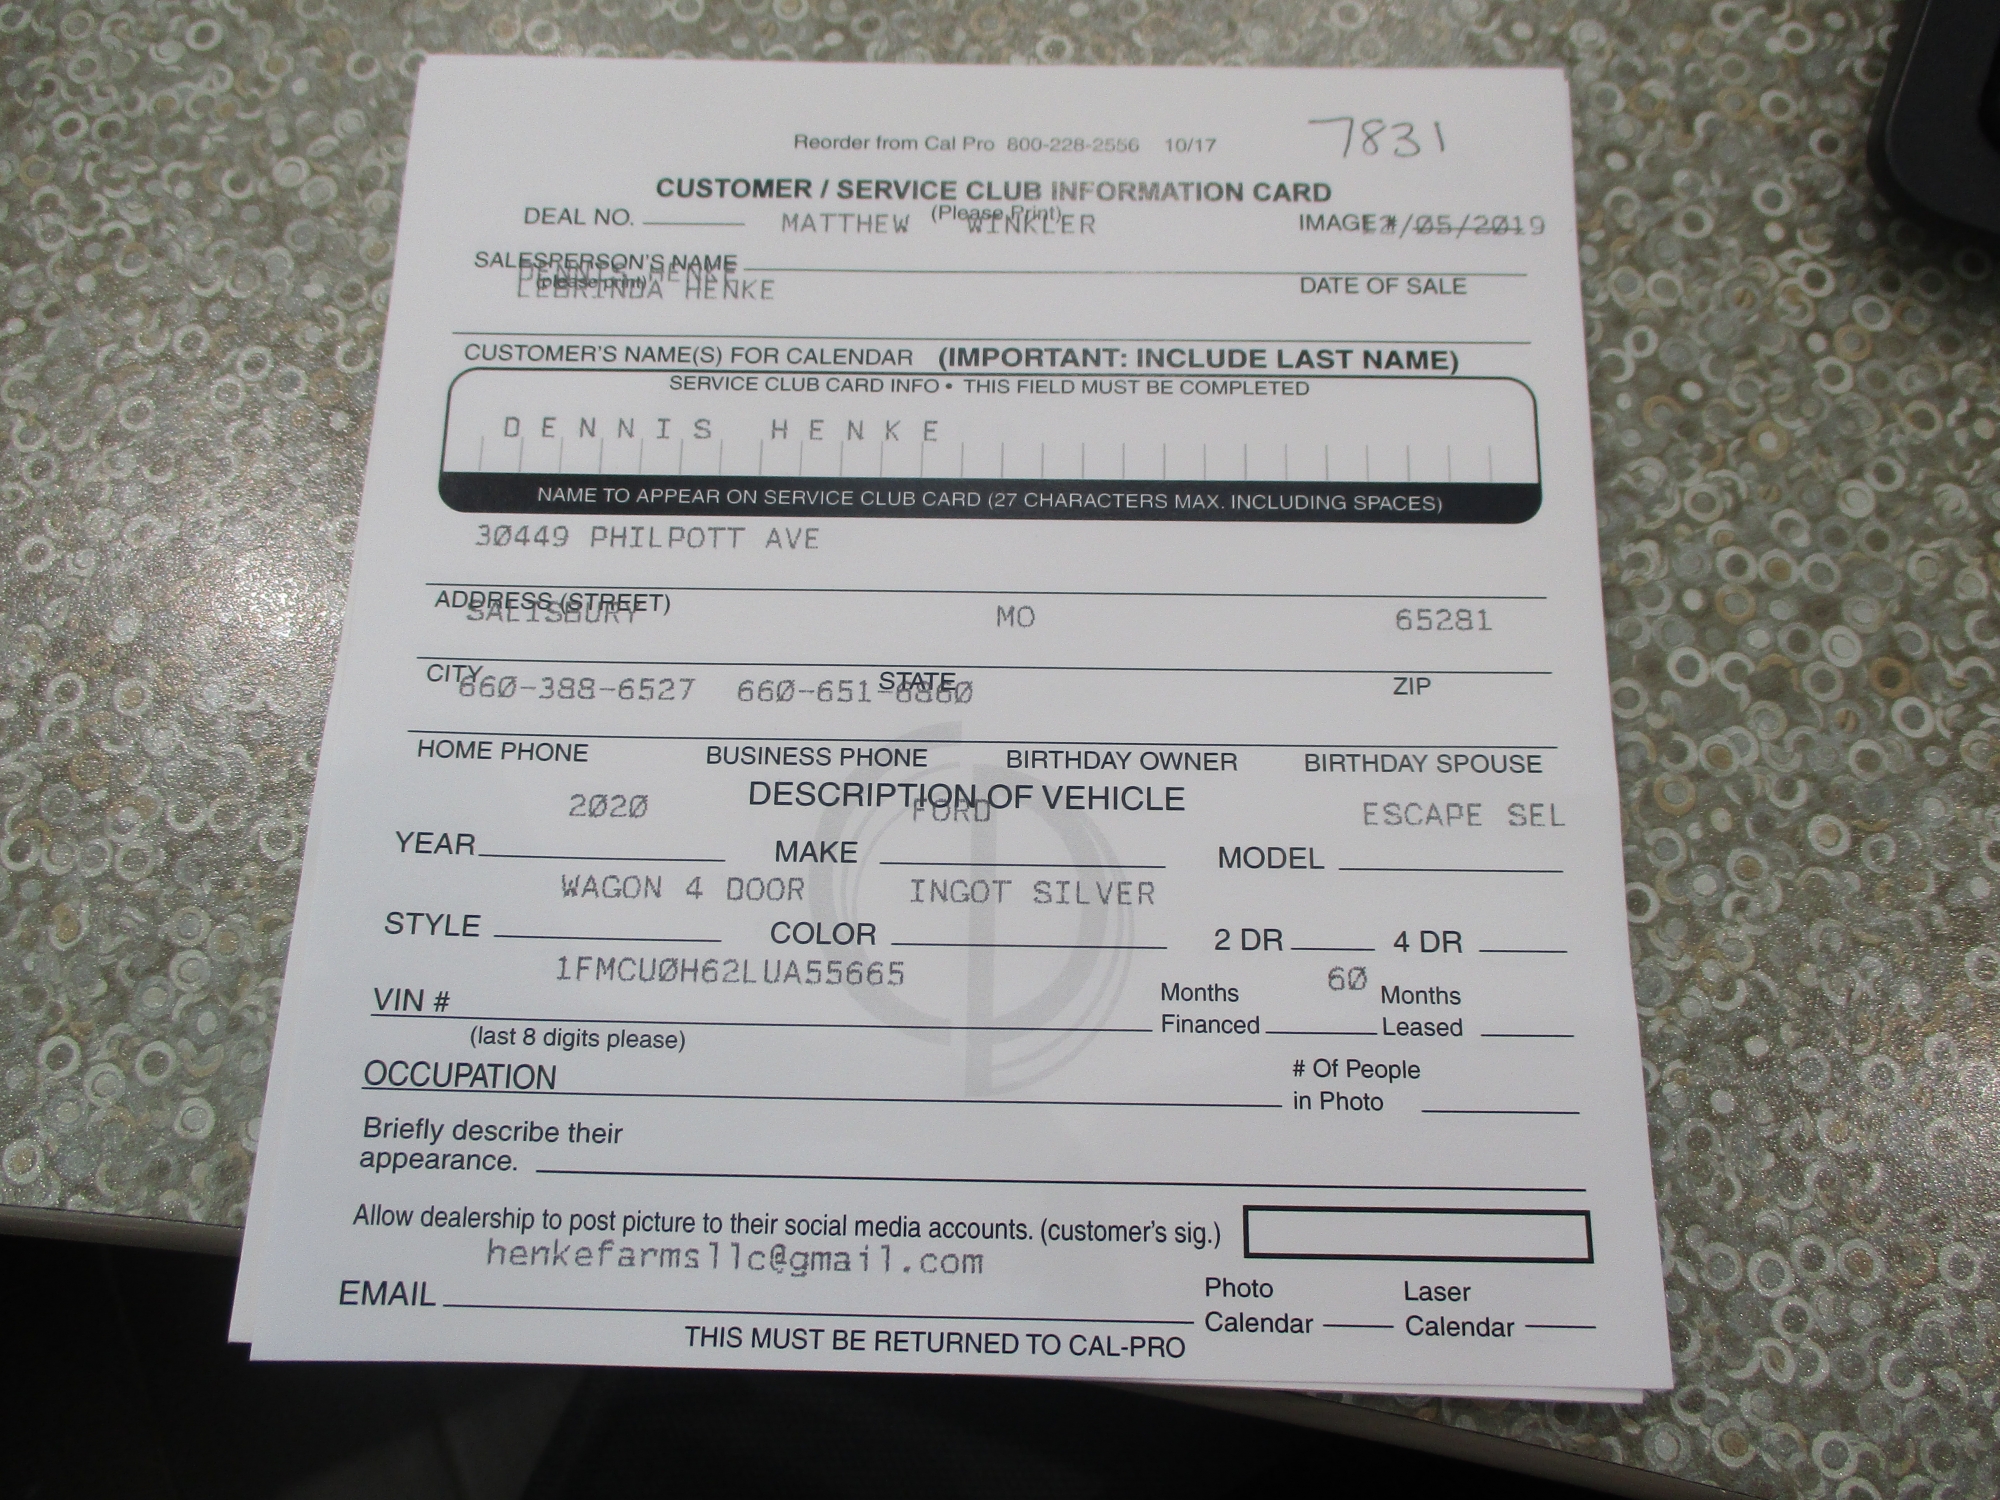 Reorder from Cal Pro 800-228-2556 10/17 7831
CUSTOMER / SERVICE CLUB INFORMATION CARD
(Please Print)
DEAL NO. MATTHEW WINKLER IMAGE# /05/2019
SALESPERSON'S NAME
DENNIS HENKE
(please print)
HENKE DATE OF SALE
CUSTOMER'S NAME(S) FOR CALENDAR (IMPORTANT: INCLUDE LAST NAME)
SERVICE CLUB CARD INFO • THIS FIELD MUST BE COMPLETED
DENNIS HENKE
NAME TO APPEAR ON SERVICE CLUB CARD (27 CHARACTERS MAX. INCLUDING SPACES)
30449 PHILPOTT AVE
ADDRESS (STREET)
SALISBURY MO 65281
CITY STATE ZIP
660-388-6527 660-651-6860
HOME PHONE BUSINESS PHONE BIRTHDAY OWNER BIRTHDAY SPOUSE
DESCRIPTION OF VEHICLE
2020 FORD ESCAPE SEL
YEAR MAKE MODEL
WAGON 4 DOOR INGOT SILVER
STYLE COLOR 2 DR 4 DR
1FMCU0H62LUA55665 60
VIN # Months Financed Months Leased
(last 8 digits please)
OCCUPATION # Of People in Photo
Briefly describe their
appearance.
Allow dealership to post picture to their social media accounts. (customer's sig.)
henkefarmsllc@gmail.com
EMAIL Photo Calendar Laser Calendar
THIS MUST BE RETURNED TO CAL-PRO